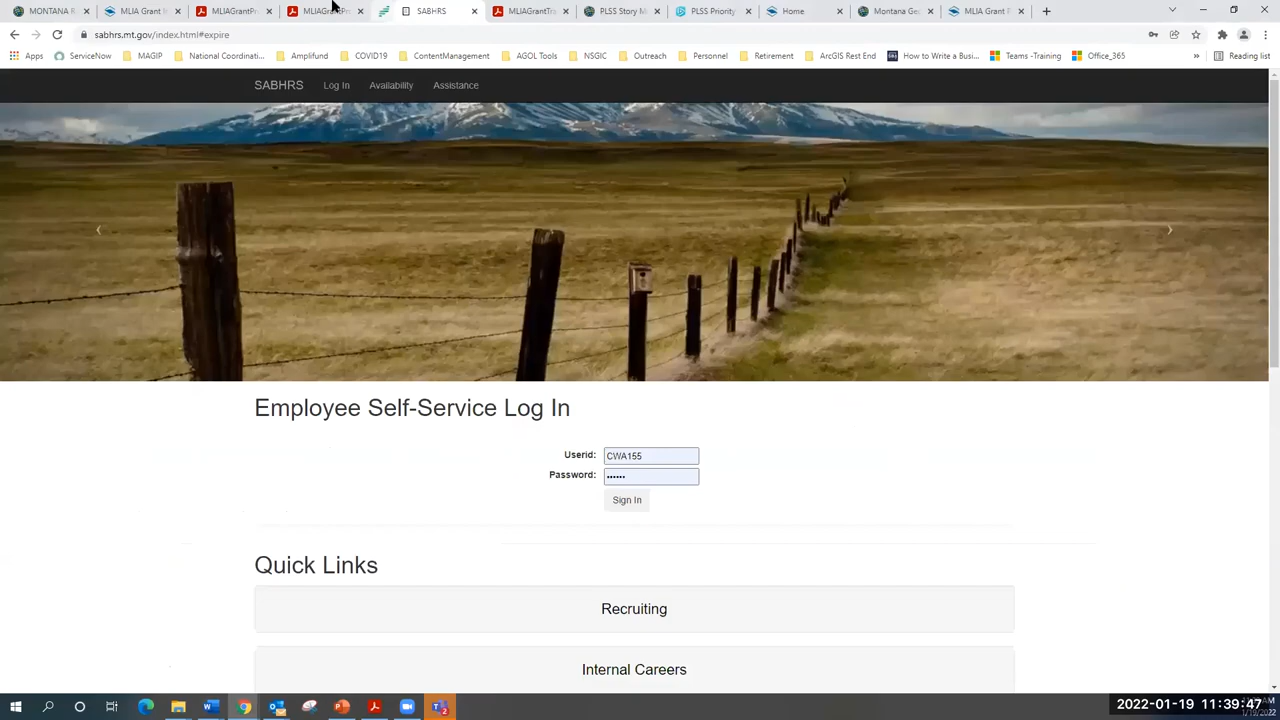 MONTANA R
MLIA Grant
MLIAGrantPr
MLIAGrantPr
SABHRS
MLIAGrantTra
PLSS Story M
PLSS Priority
Home
Montana Geo
MLIA Grant P
sabhrs.mt.gov/index.html#expire
Apps
ServiceNow
MAGIP
National Coordinati...
Amplifund
COVID19
ContentManagement
AGOL Tools
NSGIC
Outreach
Personnel
Retirement
ArcGIS Rest End
How to Write a Busi...
Teams -Training
Office_365
»
Reading list
SABHRS
Log In
Availability
Assistance
Employee Self-Service Log In
Userid: CWA155
Password: ••••••
Sign In
Quick Links
Recruiting
Internal Careers
2022-01-19 11:39:47